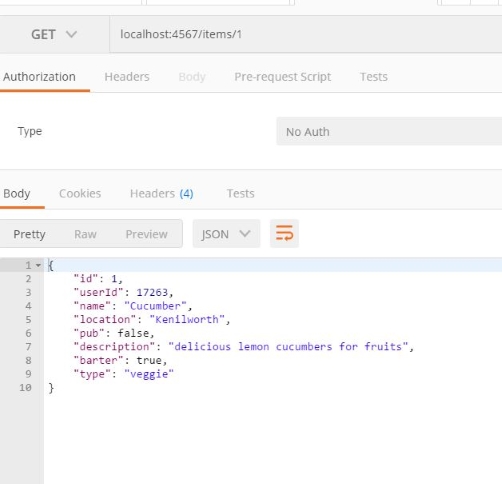 GET localhost:4567/items/1
Authorization Headers Body Pre-request Script Tests
Type No Auth
Body Cookies Headers (4) Tests
Pretty Raw Preview JSON
1 {
2 "id": 1,
3 "userId": 17263,
4 "name": "Cucumber",
5 "location": "Kenilworth",
6 "pub": false,
7 "description": "delicious lemon cucumbers for fruits",
8 "barter": true,
9 "type": "veggie"
10 }